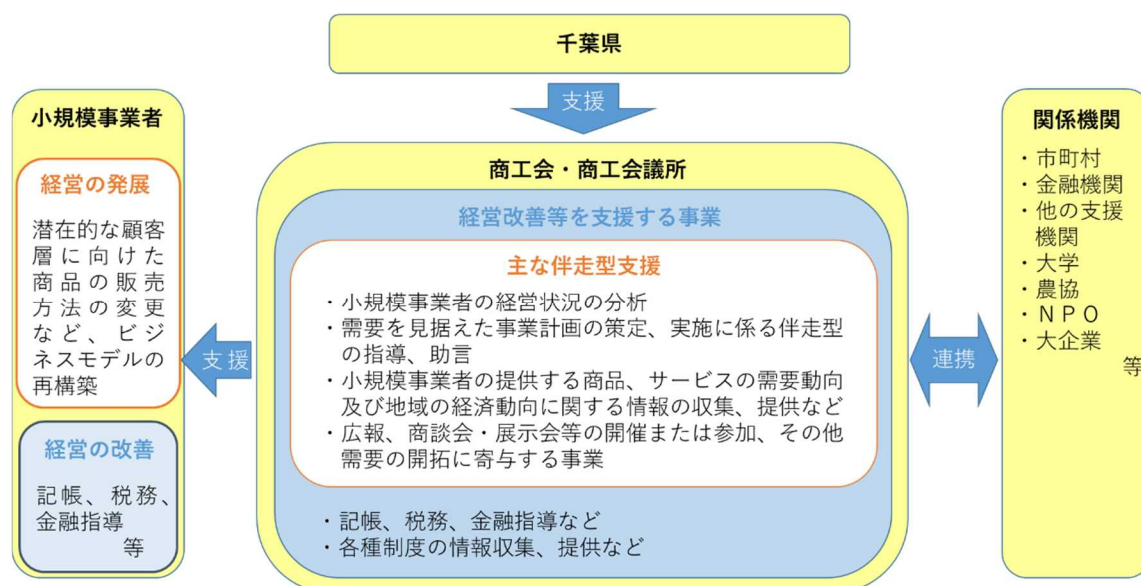 千葉県
支援
小規模事業者
経営の発展
潜在的な顧客
層に向けた
商品の販売
方法の変更
など、ビジ
ネスモデルの
再構築
経営の改善
記帳、税務、
金融指導
等
支援
商工会・商工会議所
経営改善等を支援する事業
主な伴走型支援
・小規模事業者の経営状況の分析
・需要を見据えた事業計画の策定、実施に係る伴走型
の指導、助言
・小規模事業者の提供する商品、サービスの需要動向
及び地域の経済動向に関する情報の収集、提供など
・広報、商談会・展示会等の開催または参加、その他
需要の開拓に寄与する事業
・記帳、税務、金融指導など
・各種制度の情報収集、提供など
連携
関係機関
・市町村
・金融機関
・他の支援
機関
・大学
・農協
・ＮＰＯ
・大企業
等